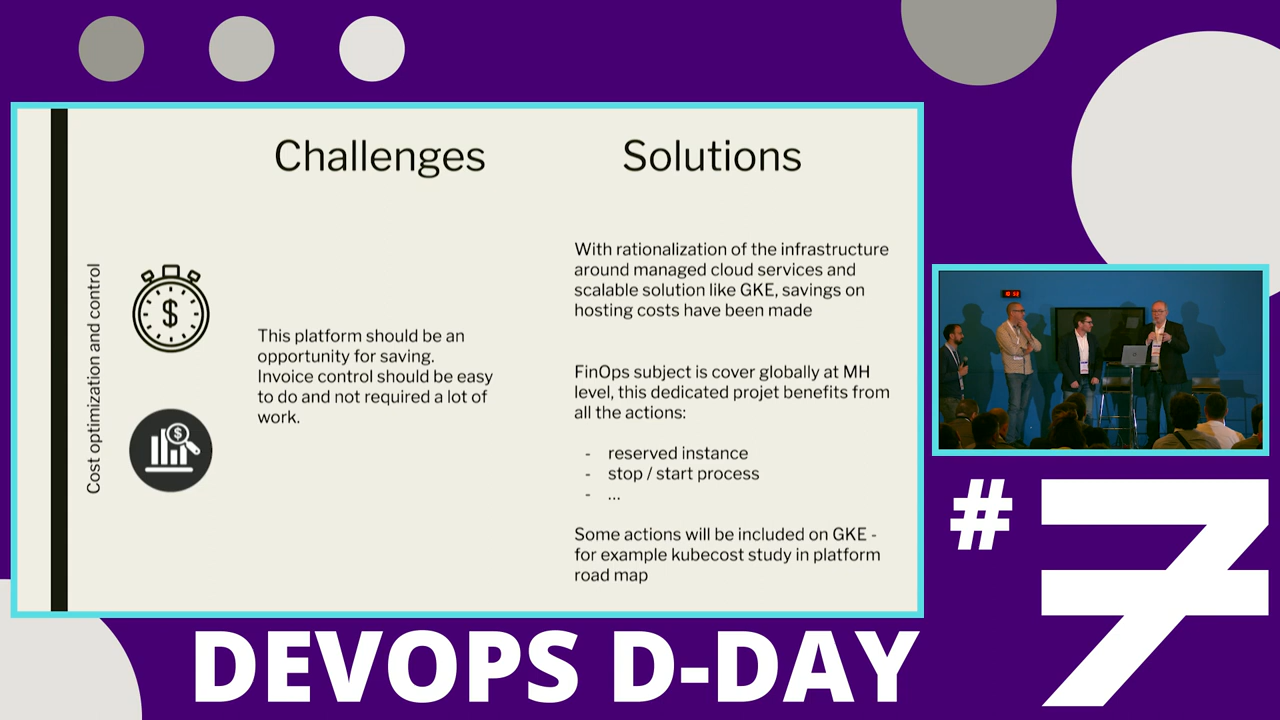 Challenges
Solutions
Cost optimization and control
$
$
This platform should be an
opportunity for saving.
Invoice control should be easy
to do and not required a lot of
work.
With rationalization of the infrastructure
around managed cloud services and
scalable solution like GKE, savings on
hosting costs have been made
FinOps subject is cover globally at MH
level, this dedicated projet benefits from
all the actions:
- reserved instance
- stop / start process
- ...
Some actions will be included on GKE -
for example kubecost study in platform
road map
#7
DEVOPS D-DAY